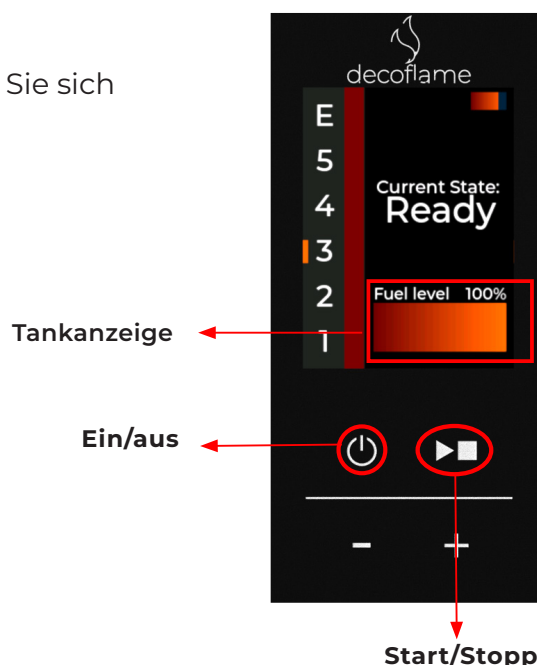 Sie sich
decoflame
E
5
4
3
2
1
Current State:
Ready
Fuel level 100%
Tankanzeige
Ein/aus
- +
Start/Stopp